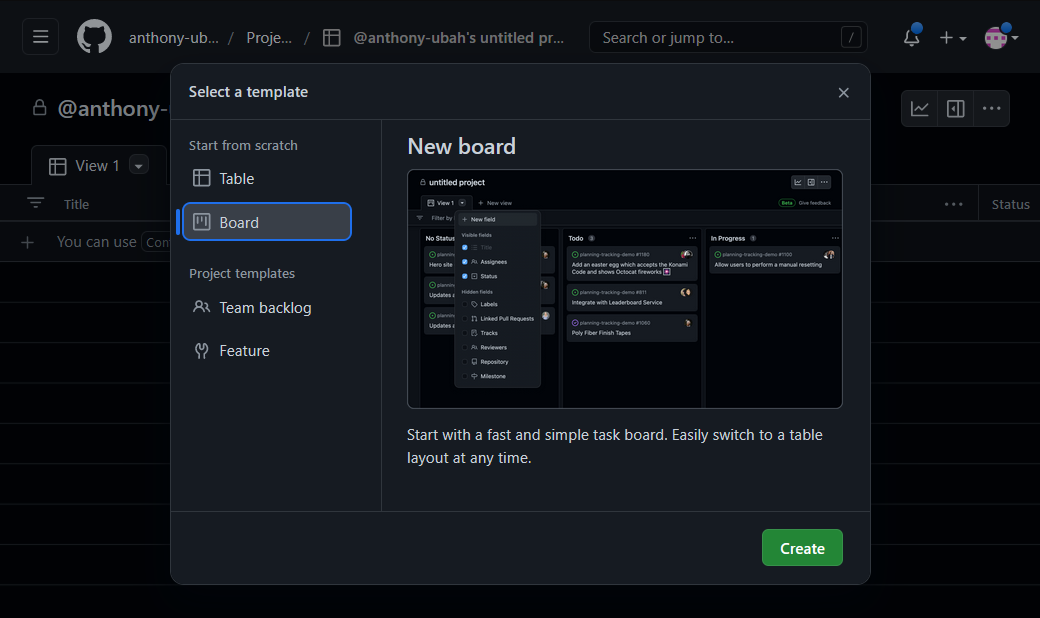 anthony-ub... / Proje... / @anthony-ubah's untitled pr...
Search or jump to...
/
@anthony-
View 1
Title
Status
You can use
Com
Select a template
Start from scratch
Table
Board
Project templates
Team backlog
Feature
New board
untitled project
View 1
New view
Beta
Give feedback
Filter by
New field
Visible fields
Title
Assignees
Status
Hidden fields
Labels
Linked Pull Requests
Tracks
Reviewers
Repository
Milestone
No Status
Hero site
Updates a
Updates a
Todo 3
planning-tracking-demo #1160
Add an easter egg which accepts the Konami
Code and shows Octocat fireworks
planning-tracking-demo #811
Integrate with Leaderboard Service
planning-tracking-demo #1060
Poly Fiber Finish Tapes
In Progress 1
planning-tracking-demo #1100
Allow users to perform a manual resetting
Start with a fast and simple task board. Easily switch to a table
layout at any time.
Create